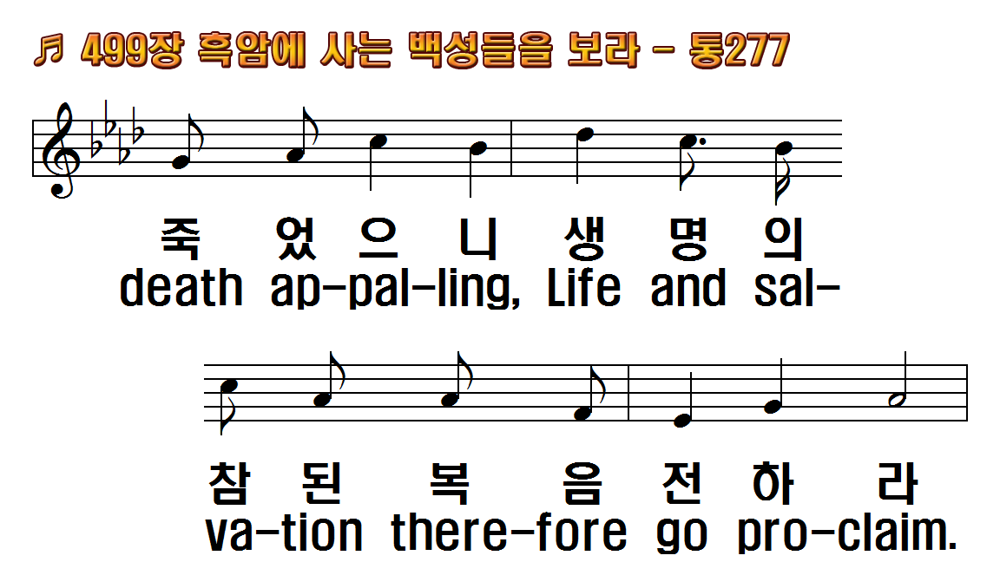 ♬ 499장 흑암에 사는 백성들을 보라 - 통277
죽 었 으 니 생 명 의
death ap-pal-ling, Life and sal-
참 된 복 음 전 하 라
va-tion there-fore go pro-claim.